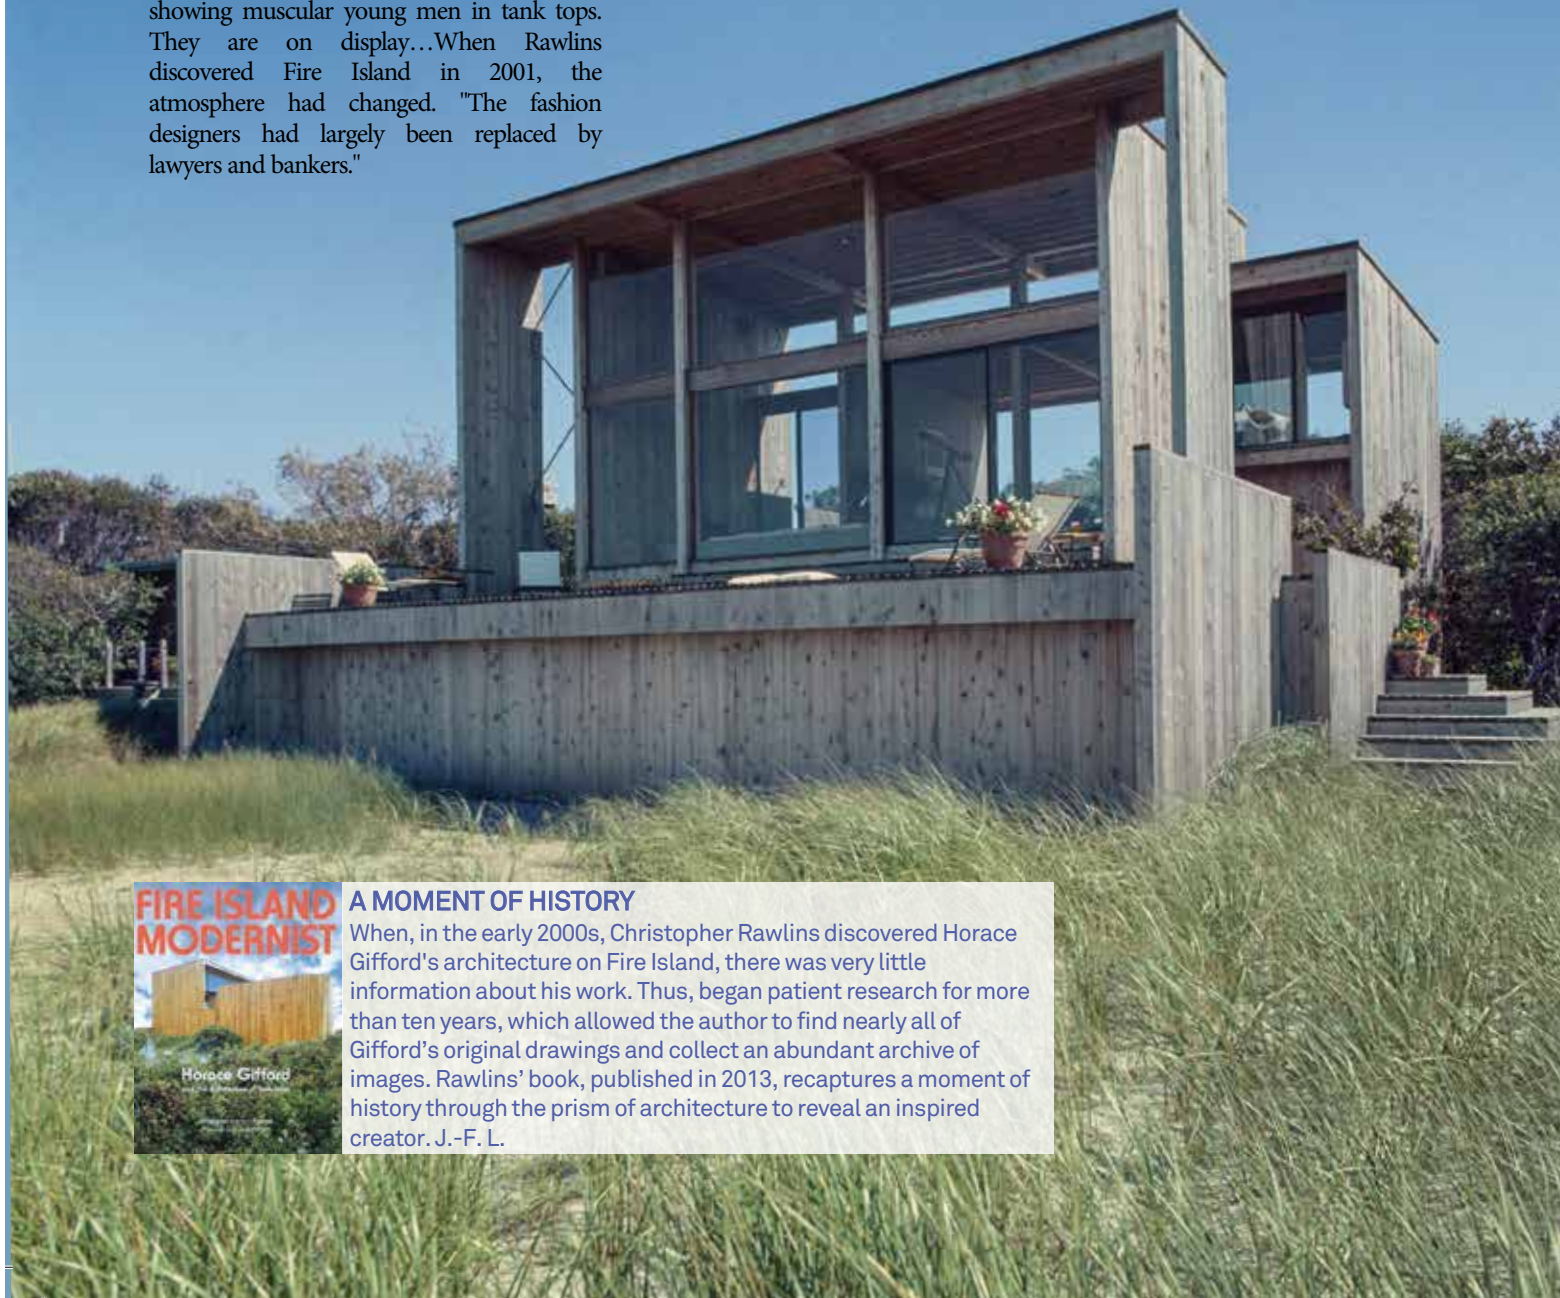 showing muscular young men in tank tops.
They are on display…When Rawlins
discovered Fire Island in 2001, the
atmosphere had changed. "The fashion
designers had largely been replaced by
lawyers and bankers."
FIRE ISLAND
MODERNIST
Horace Gifford
A MOMENT OF HISTORY
When, in the early 2000s, Christopher Rawlins discovered Horace
Gifford's architecture on Fire Island, there was very little
information about his work. Thus, began patient research for more
than ten years, which allowed the author to find nearly all of
Gifford’s original drawings and collect an abundant archive of
images. Rawlins’ book, published in 2013, recaptures a moment of
history through the prism of architecture to reveal an inspired
creator. J.-F. L.